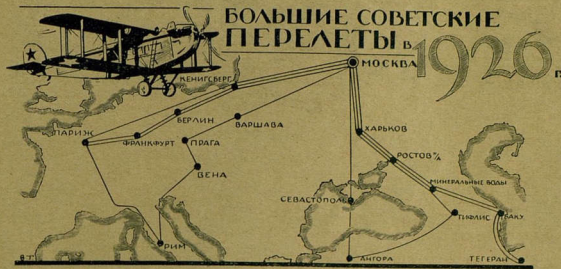 БОЛЬШИЕ СОВЕТСКИЕ
ПЕРЕЛЕТЫ В 1926 Г.
МОСКВА
КЕНИГСБЕРГ
БЕРЛИН
ВАРШАВА
ПАРИЖ
ФРАНКФУРТ
ПРАГА
ХАРЬКОВ
ВЕНА
РОСТОВ Н/Д
МИНЕРАЛЬНЫЕ ВОДЫ
СЕВАСТОПОЛЬ
ТИФЛИС
БАКУ
РИМ
АНГОРА
ТЕГЕРАН